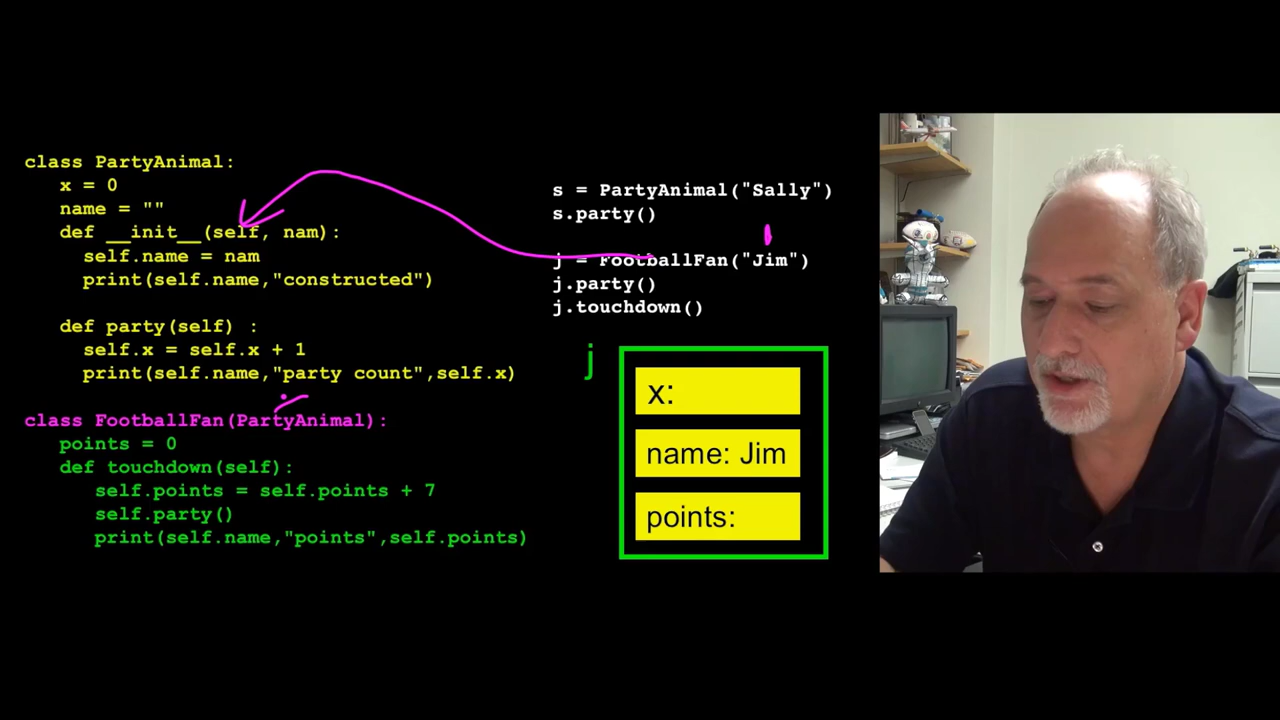 class PartyAnimal:
x = 0
name = ""
def __init__(self, nam):
self.name = nam
print(self.name,"constructed")
def party(self) :
self.x = self.x + 1
print(self.name,"party count",self.x)
class FootballFan(PartyAnimal):
points = 0
def touchdown(self):
self.points = self.points + 7
self.party()
print(self.name,"points",self.points)
s = PartyAnimal("Sally")
s.party()
j = FootballFan("Jim")
j.party()
j.touchdown()
j
x:
name: Jim
points: